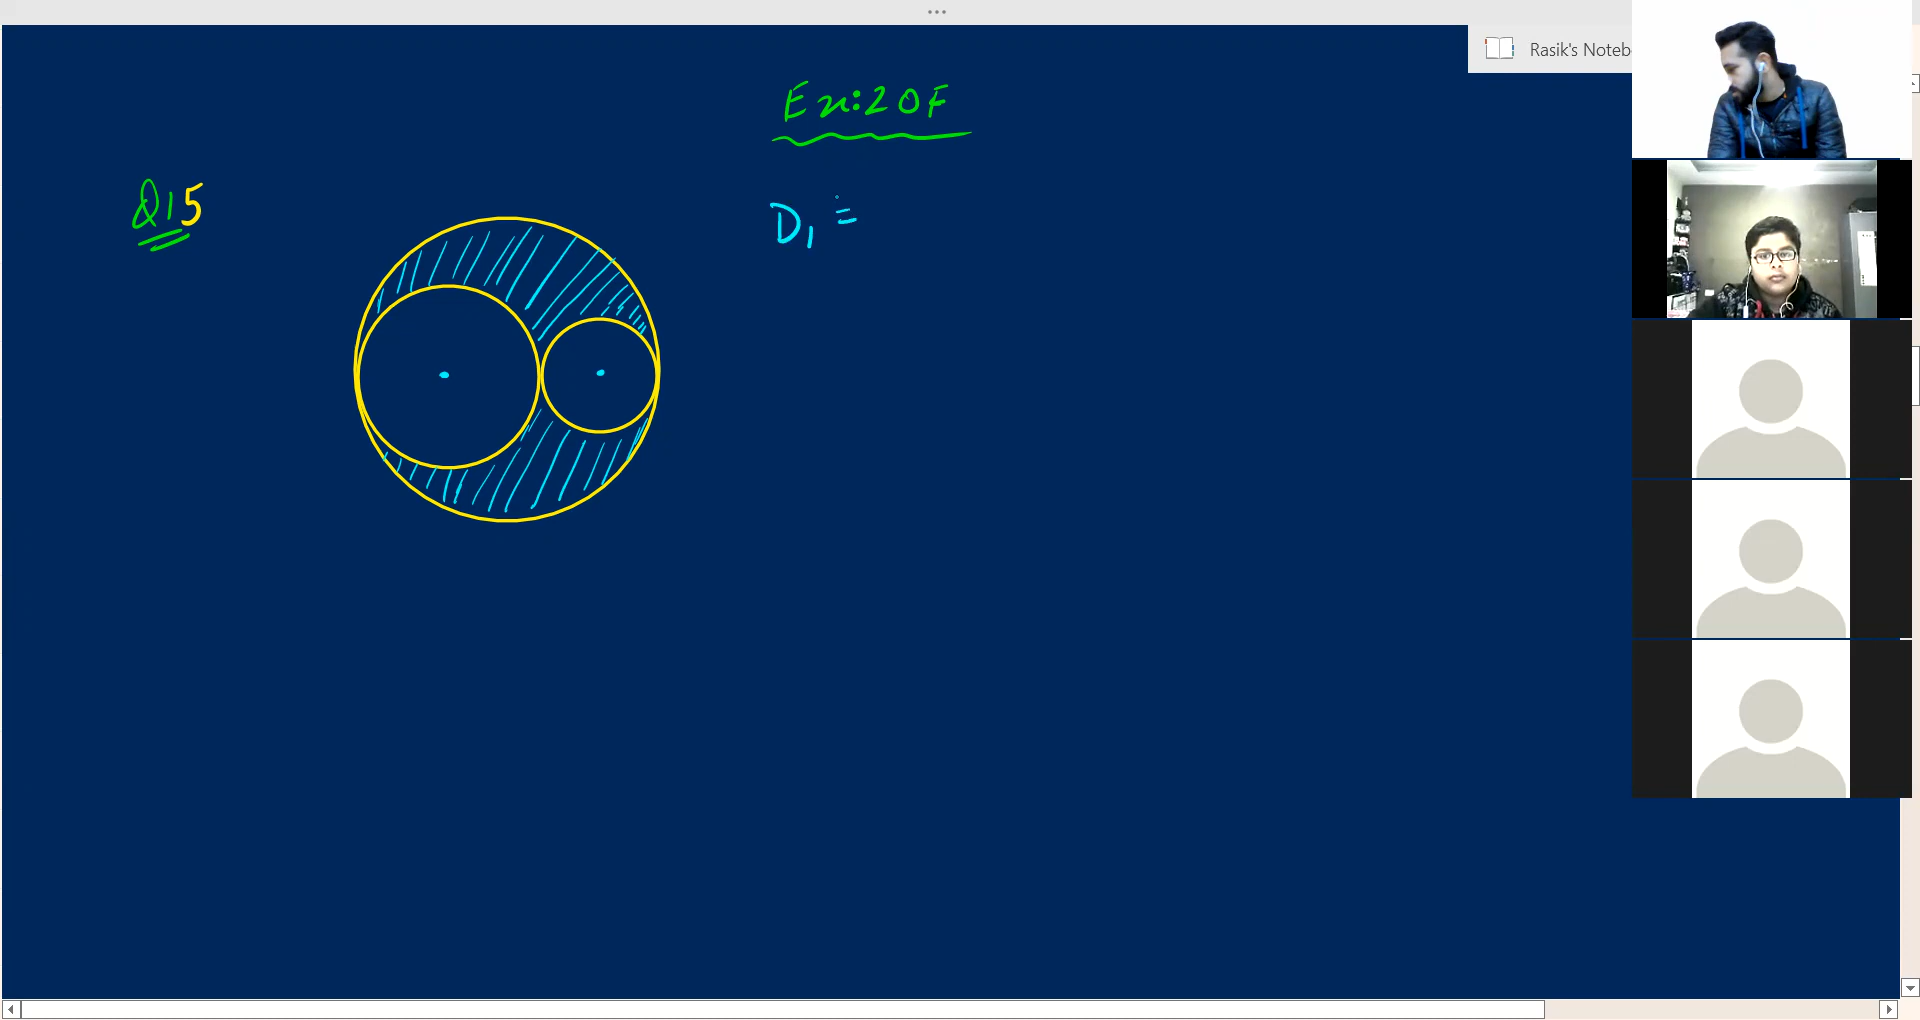 Rasik's Noteb
Ex:20F
Q15
D₁ =